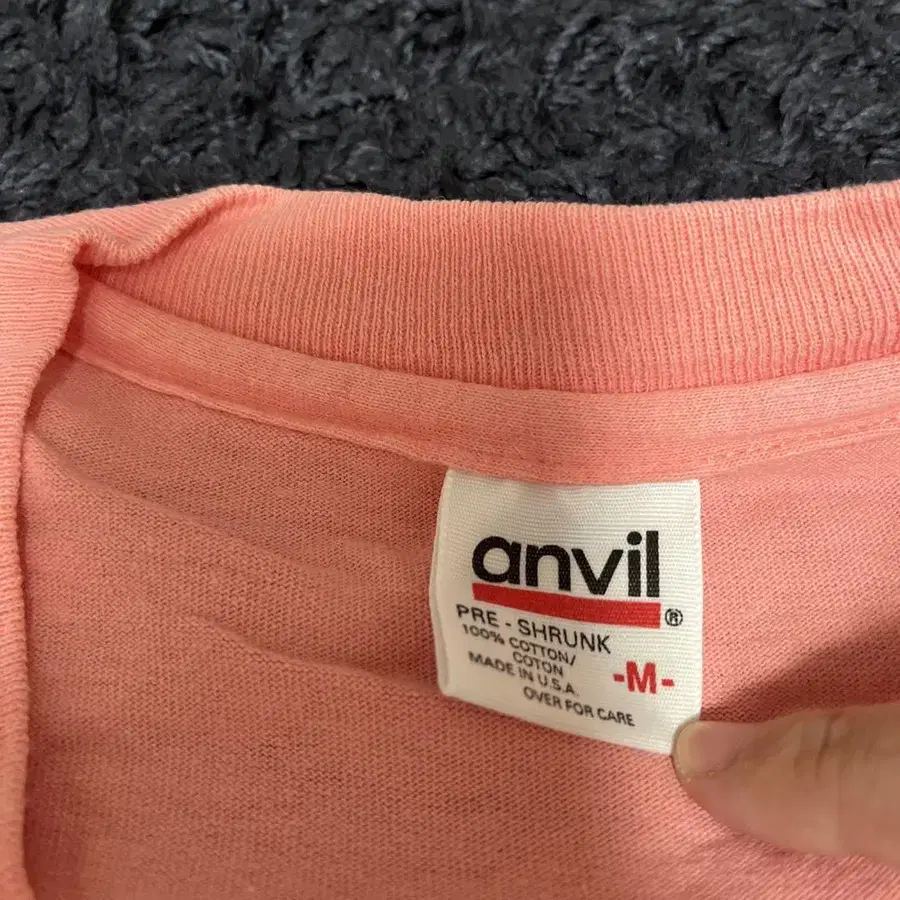 anvil®
PRE - SHRUNK
100% COTTON/
COTON
MADE IN U.S.A.
-M-
OVER FOR CARE